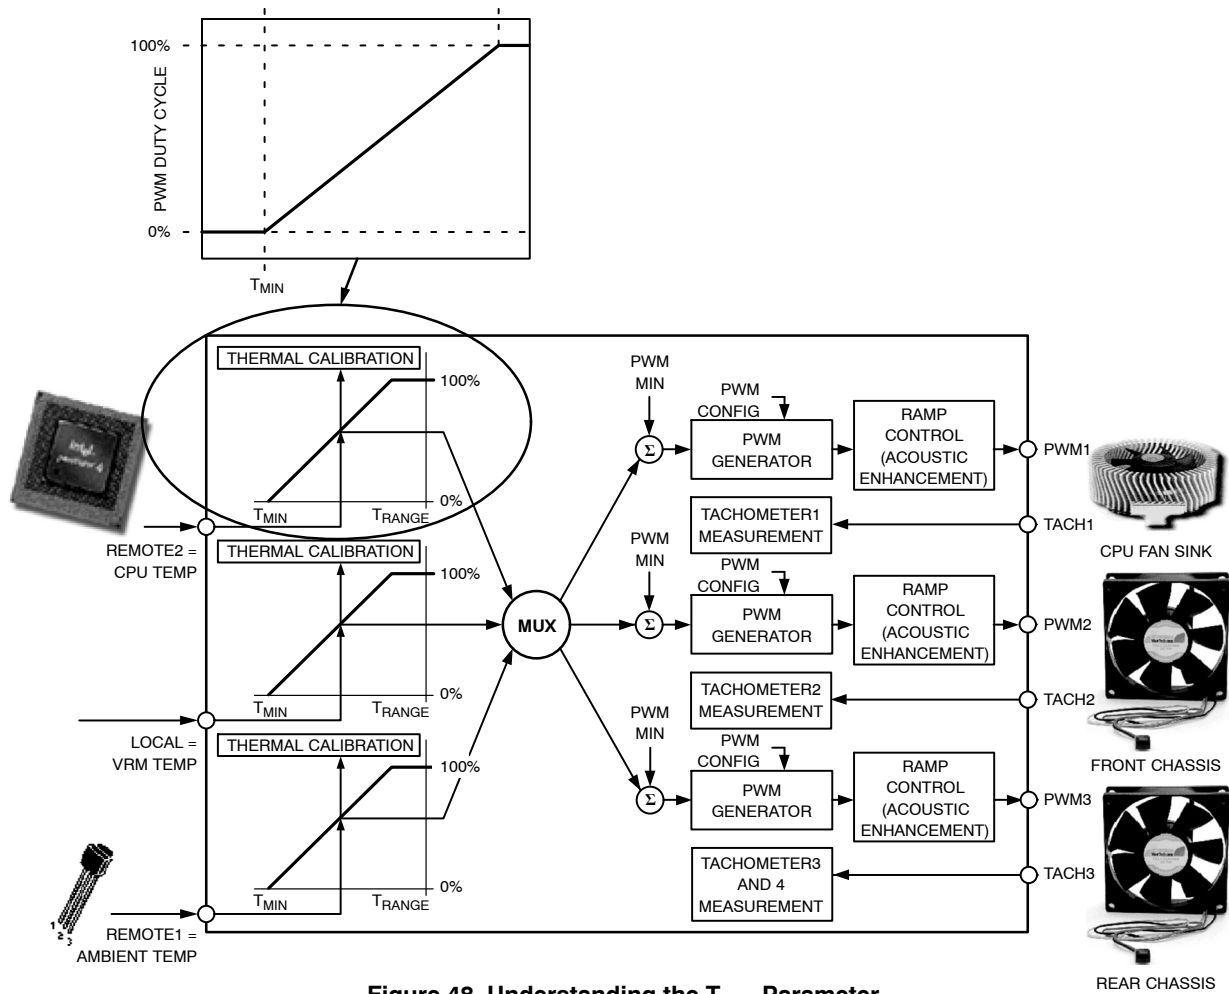 100%
PWM DUTY CYCLE
0%
TMIN
THERMAL CALIBRATION
100%
0%
TMIN
TRANGE
REMOTE2 =
CPU TEMP
THERMAL CALIBRATION
100%
0%
TMIN
TRANGE
LOCAL =
VRM TEMP
THERMAL CALIBRATION
100%
0%
TMIN
TRANGE
1
2
3
REMOTE1 =
AMBIENT TEMP
MUX
PWM
MIN
Σ
PWM
CONFIG
PWM
GENERATOR
RAMP
CONTROL
(ACOUSTIC
ENHANCEMENT)
PWM1
TACHOMETER1
MEASUREMENT
TACH1
CPU FAN SINK
PWM
MIN
Σ
PWM
CONFIG
PWM
GENERATOR
RAMP
CONTROL
(ACOUSTIC
ENHANCEMENT)
PWM2
TACHOMETER2
MEASUREMENT
TACH2
FRONT CHASSIS
PWM
MIN
Σ
PWM
CONFIG
PWM
GENERATOR
RAMP
CONTROL
(ACOUSTIC
ENHANCEMENT)
PWM3
TACHOMETER3
AND 4
MEASUREMENT
TACH3
REAR CHASSIS
Figure 48. Understanding the T Parameter